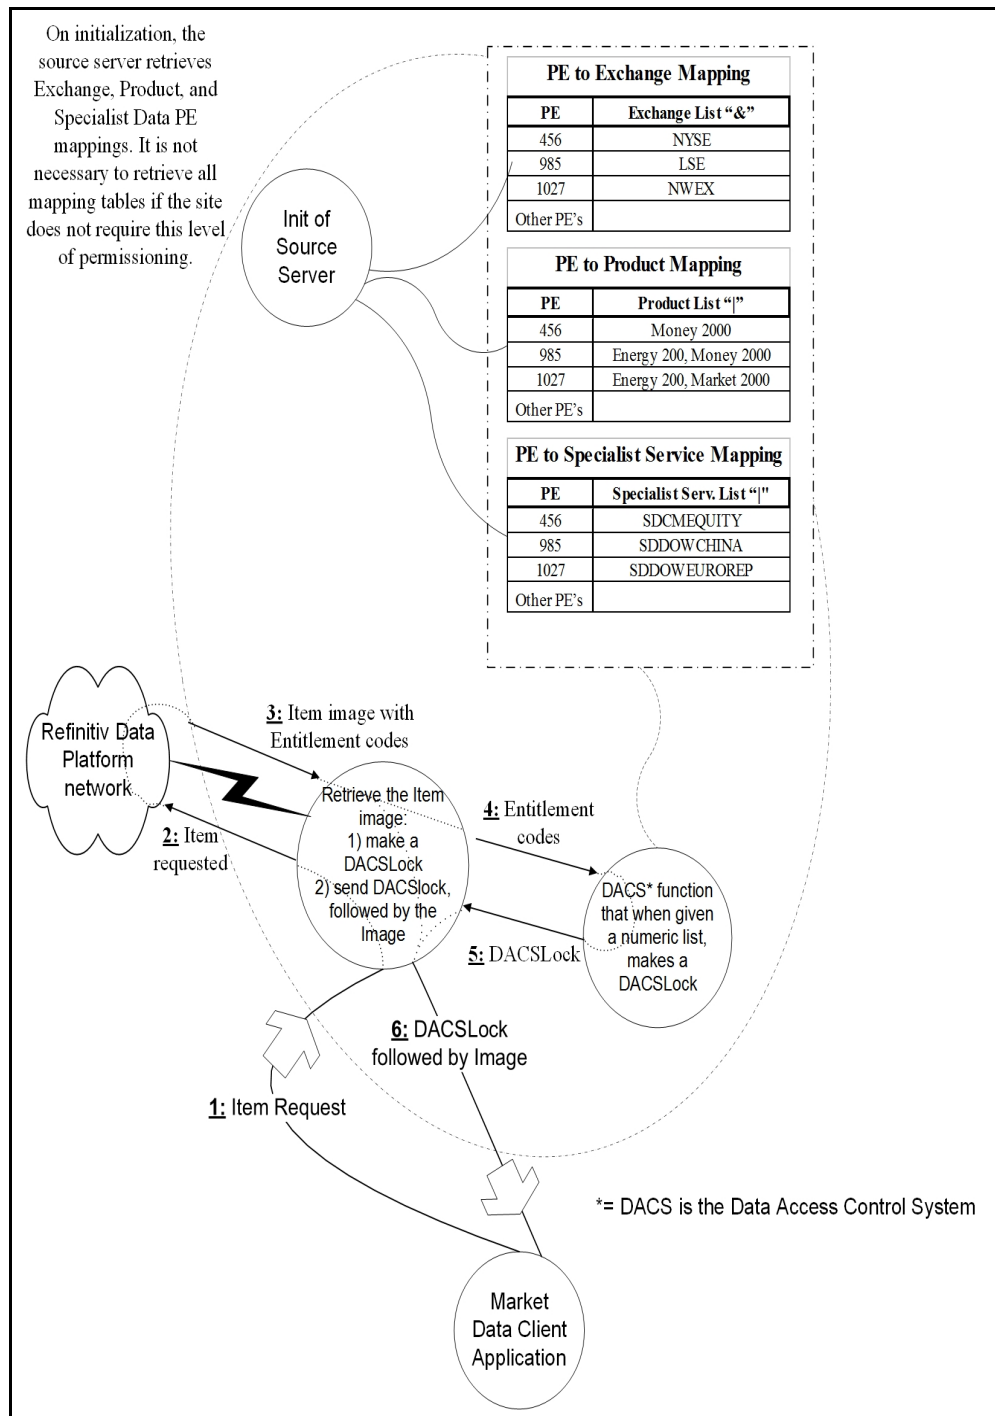 On initialization, the
source server retrieves
Exchange, Product, and
Specialist Data PE
mappings. It is not
necessary to retrieve all
mapping tables if the site
does not require this level
of permissioning.
Init of
Source
Server
PE to Exchange Mapping
PE Exchange List “&”
456 NYSE
985 LSE
1027 NWEX
Other PE’s
PE to Product Mapping
PE Product List “|”
456 Money 2000
985 Energy 200, Money 2000
1027 Energy 200, Market 2000
Other PE’s
PE to Specialist Service Mapping
PE Specialist Serv. List “|"
456 SDCMEQUITY
985 SDDOWCHINA
1027 SDDOWEUROREP
Other PE’s
Refinitiv Data
Platform
network
3: Item image with
Entitlement codes
2: Item
requested
Retrieve the Item
image:
1) make a
DACSLock
2) send DACSlock,
followed by the
Image
4: Entitlement
codes
5: DACSLock
DACS* function
that when given
a numeric list,
makes a
DACSLock
6: DACSLock
followed by Image
1: Item Request
*= DACS is the Data Access Control System
Market
Data Client
Application